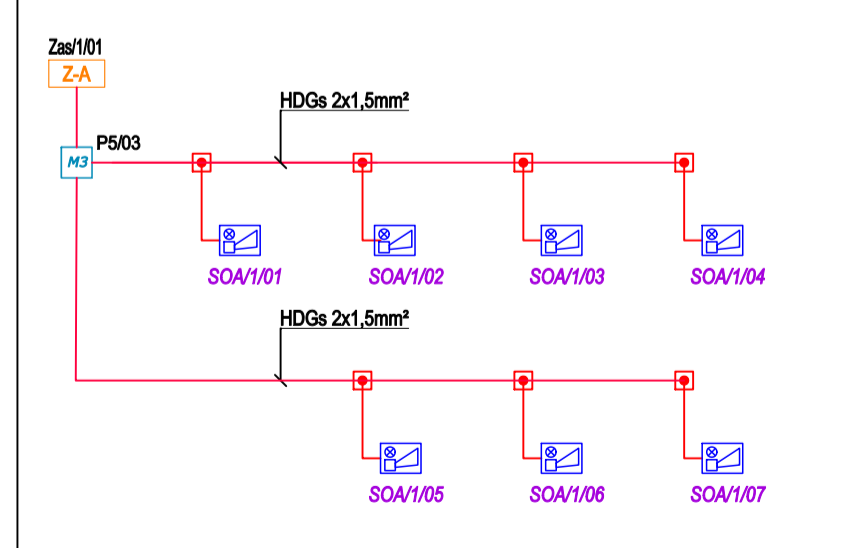 Zas/1/01
Z-A
P5/03
M3
HDGs 2x1,5mm²
SOA/1/01
SOA/1/02
SOA/1/03
SOA/1/04
HDGs 2x1,5mm²
SOA/1/05
SOA/1/06
SOA/1/07